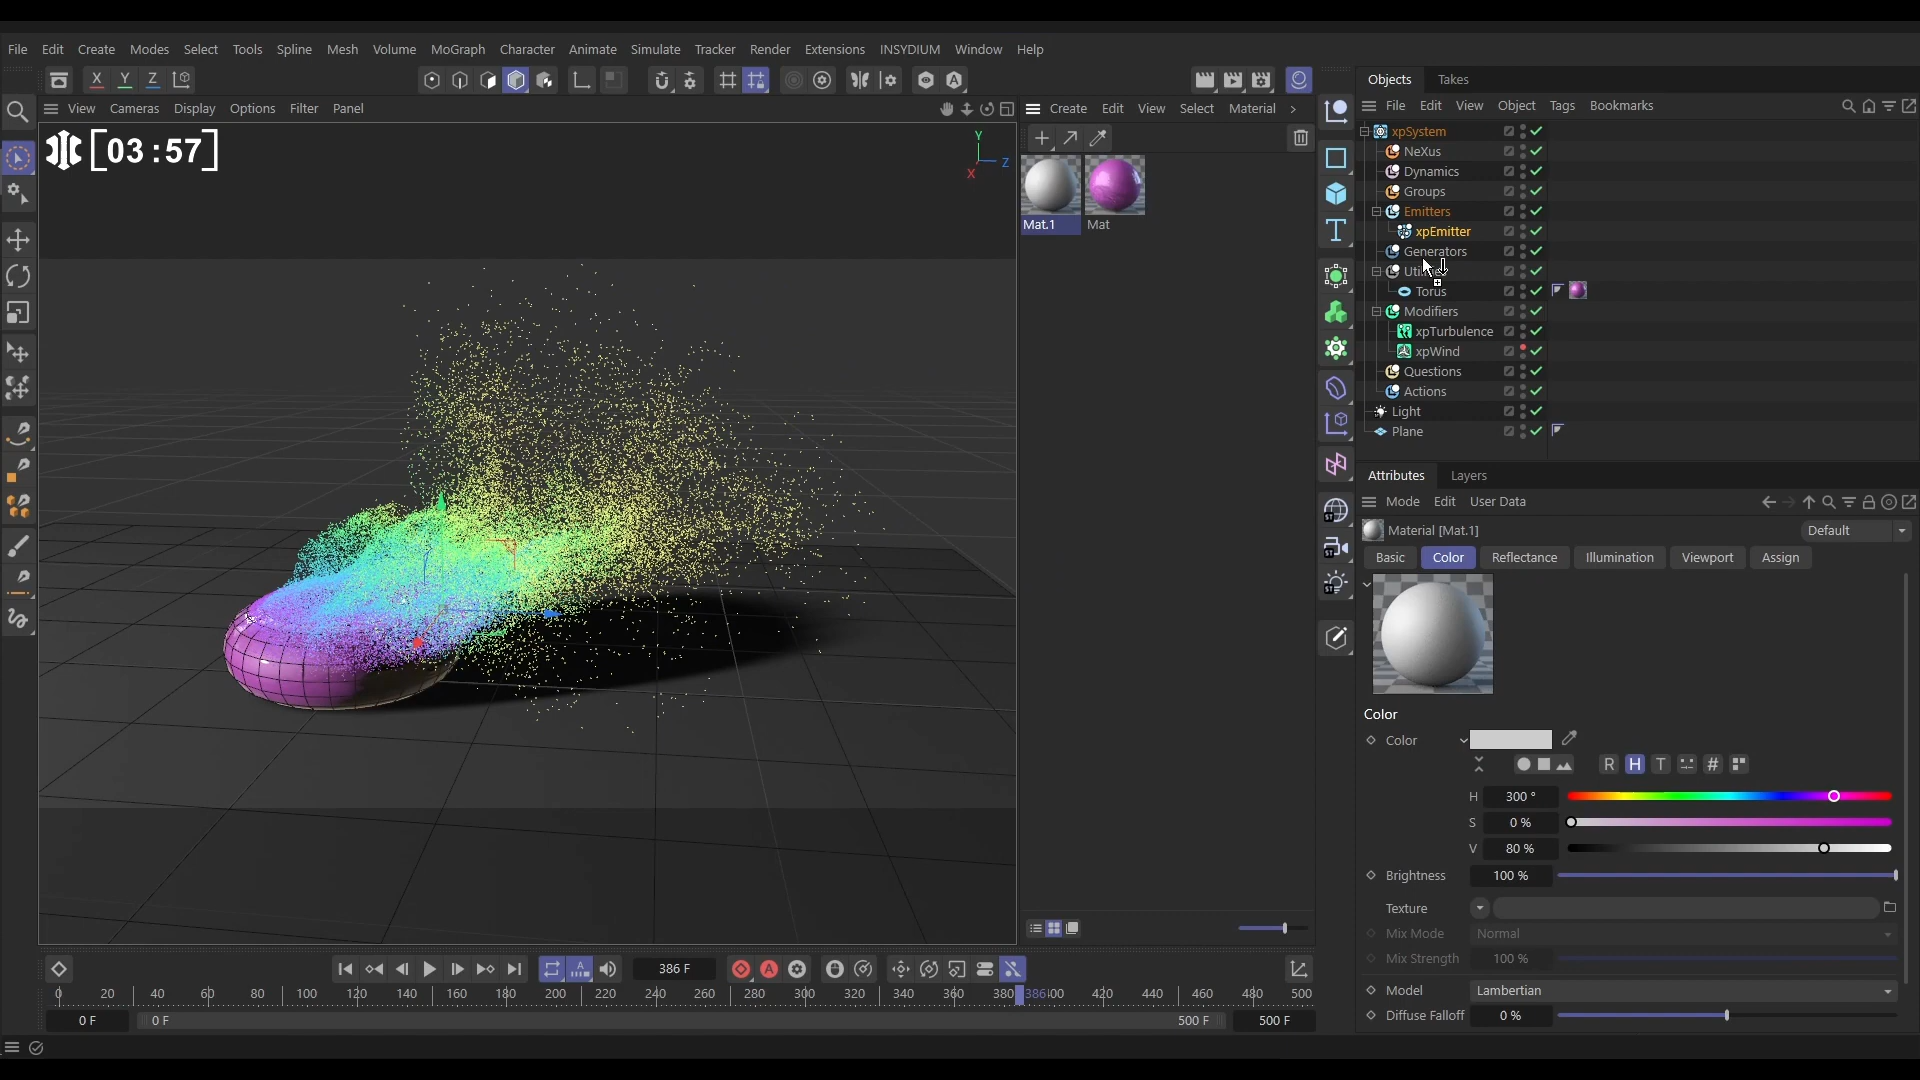 File Edit Create Modes Select Tools Spline Mesh Volume MoGraph Character Animate Simulate Tracker Render Extensions INSYDIUM Window Help
X Y Z
View Cameras Display Options Filter Panel
[03:57]
Y
Z
X
Create Edit View Select Material
Mat.1 Mat
T
ST
ST
ST
Objects Takes
File Edit View Object Tags Bookmarks
xpSystem
NeXus
Dynamics
Groups
Emitters
xpEmitter
Generators
Torus
Modifiers
xpTurbulence
xpWind
Questions
Actions
Light
Plane
Attributes Layers
Mode Edit User Data
Material [Mat.1] Default
Basic Color Reflectance Illumination Viewport Assign
Color
Color
R H T #
H 300 °
S 0 %
V 80 %
Brightness 100 %
Texture
Mix Mode Normal
Mix Strength 100 %
Model Lambertian
Diffuse Falloff 0 %
A 386 F A
0 20 40 60 80 100 120 140 160 180 200 220 240 260 280 300 320 340 360 380 386 400 420 440 460 480 500
0 F 0 F 500 F 500 F